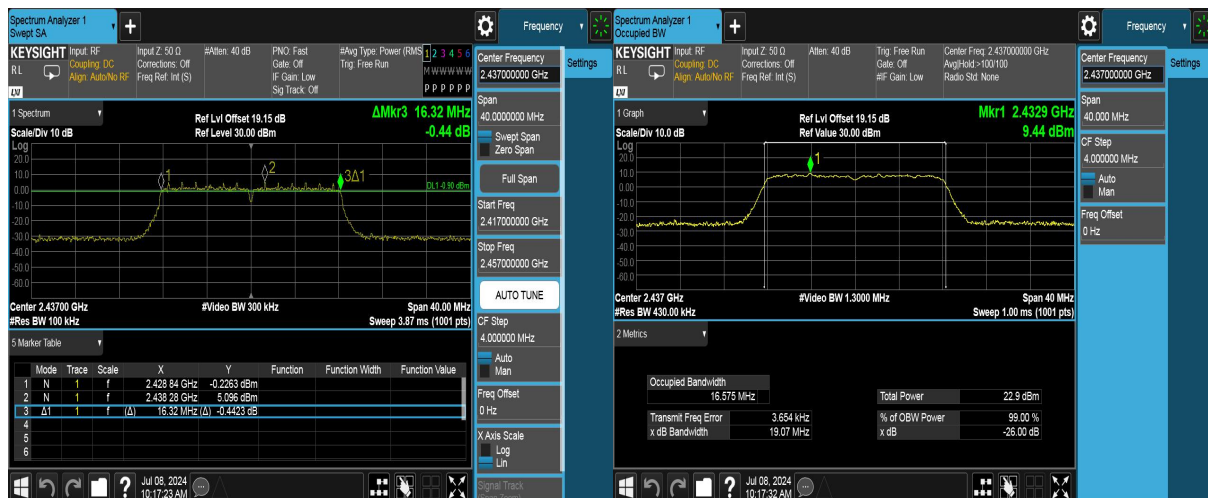 Spectrum Analyzer 1
Swept SA
Frequency
Settings
KEYSIGHT
RL
LXI
Input: RF
Coupling: DC
Align: Auto/No RF
Input Z: 50 Ω
Corrections: Off
Freq Ref: Int (S)
#Atten: 40 dB
PNO: Fast
Gate: Off
IF Gain: Low
Sig Track: Off
#Avg Type: Power (RMS
Trig: Free Run
1 2 3 4 5 6
M W W W W W
P P P P P P
1 Spectrum
Scale/Div 10 dB
Log
Ref Lvl Offset 19.15 dB
Ref Level 30.00 dBm
ΔMkr3 16.32 MHz
-0.44 dB
20.0
10.0
0.00
-10.0
-20.0
-30.0
-40.0
-50.0
-60.0
1
2
3Δ1
DL1 -0.90 dBm
Center 2.43700 GHz
#Res BW 100 kHz
#Video BW 300 kHz
Span 40.00 MHz
Sweep 3.87 ms (1001 pts)
5 Marker Table
Mode Trace Scale X Y Function Function Width Function Value
1 N 1 f 2.428 84 GHz -0.2263 dBm
2 N 1 f 2.438 28 GHz 5.096 dBm
3 Δ1 1 f (Δ) 16.32 MHz (Δ) -0.4423 dB
4
5
6
Center Frequency
2.437000000 GHz
Span
40.0000000 MHz
Swept Span
Zero Span
Full Span
Start Freq
2.417000000 GHz
Stop Freq
2.457000000 GHz
AUTO TUNE
CF Step
4.000000 MHz
Auto
Man
Freq Offset
0 Hz
X Axis Scale
Log
Lin
Signal Track
(Span Zoom)
?
Jul 08, 2024
10:17:23 AM
Spectrum Analyzer 1
Occupied BW
Frequency
Settings
KEYSIGHT
RL
LXI
Input: RF
Coupling: DC
Align: Auto/No RF
Input Z: 50 Ω
Corrections: Off
Freq Ref: Int (S)
Atten: 40 dB
Trig: Free Run
Gate: Off
#IF Gain: Low
Center Freq: 2.437000000 GHz
Avg|Hold:>100/100
Radio Std: None
1 Graph
Scale/Div 10.0 dB
Log
Ref Lvl Offset 19.15 dB
Ref Value 30.00 dBm
Mkr1 2.4329 GHz
9.44 dBm
20.0
10.0
0.00
-10.0
-20.0
-30.0
-40.0
-50.0
-60.0
1
Center 2.437 GHz
#Res BW 430.00 kHz
#Video BW 1.3000 MHz
Span 40 MHz
Sweep 1.00 ms (1001 pts)
2 Metrics
Occupied Bandwidth
16.575 MHz
Total Power 22.9 dBm
Transmit Freq Error 3.654 kHz
% of OBW Power 99.00 %
x dB Bandwidth 19.07 MHz
x dB -26.00 dB
Center Frequency
2.437000000 GHz
Span
40.000 MHz
CF Step
4.000000 MHz
Auto
Man
Freq Offset
0 Hz
?
Jul 08, 2024
10:17:32 AM